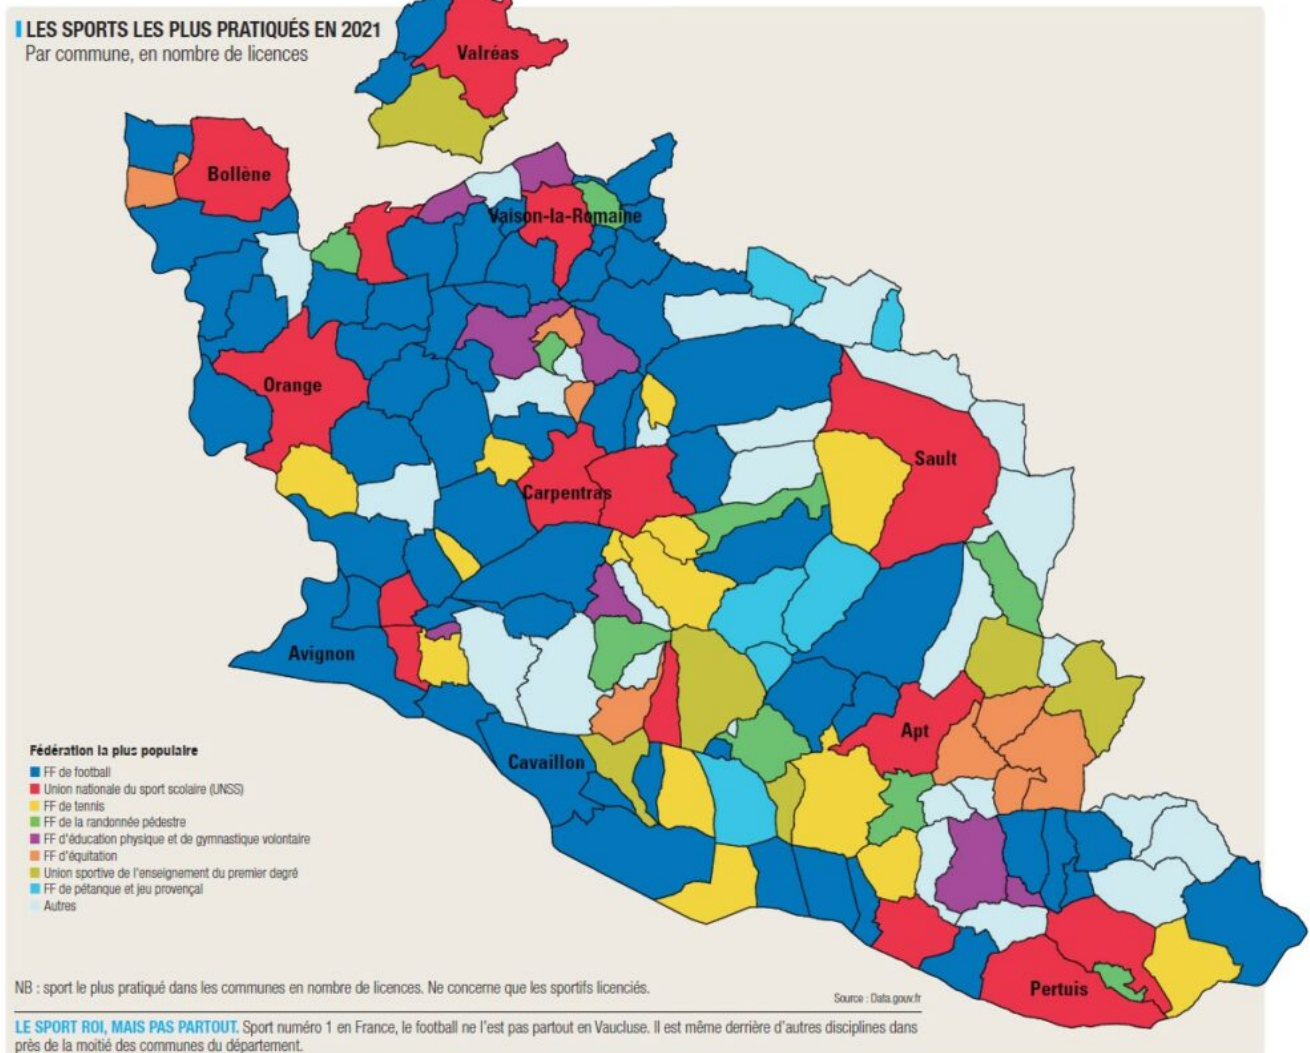 LES SPORTS LES PLUS PRATIQUÉS EN 2021
Par commune, en nombre de licences
Valréas
Bollène
Vaison-la-Romaine
Orange
Sault
Carpentras
Avignon
Apt
Cavaillon
Pertuis
Fédération la plus populaire
FF de football
Union nationale du sport scolaire (UNSS)
FF de tennis
FF de la randonnée pédestre
FF d'éducation physique et de gymnastique volontaire
FF d'équitation
Union sportive de l'enseignement du premier degré
FF de pétanque et jeu provençal
Autres
NB : sport le plus pratiqué dans les communes en nombre de licences. Ne concerne que les sportifs licenciés.
Source : Data.gouv.fr
LE SPORT ROI, MAIS PAS PARTOUT. Sport numéro 1 en France, le football ne l'est pas partout en Vaucluse. Il est même derrière d'autres disciplines dans
près de la moitié des communes du département.